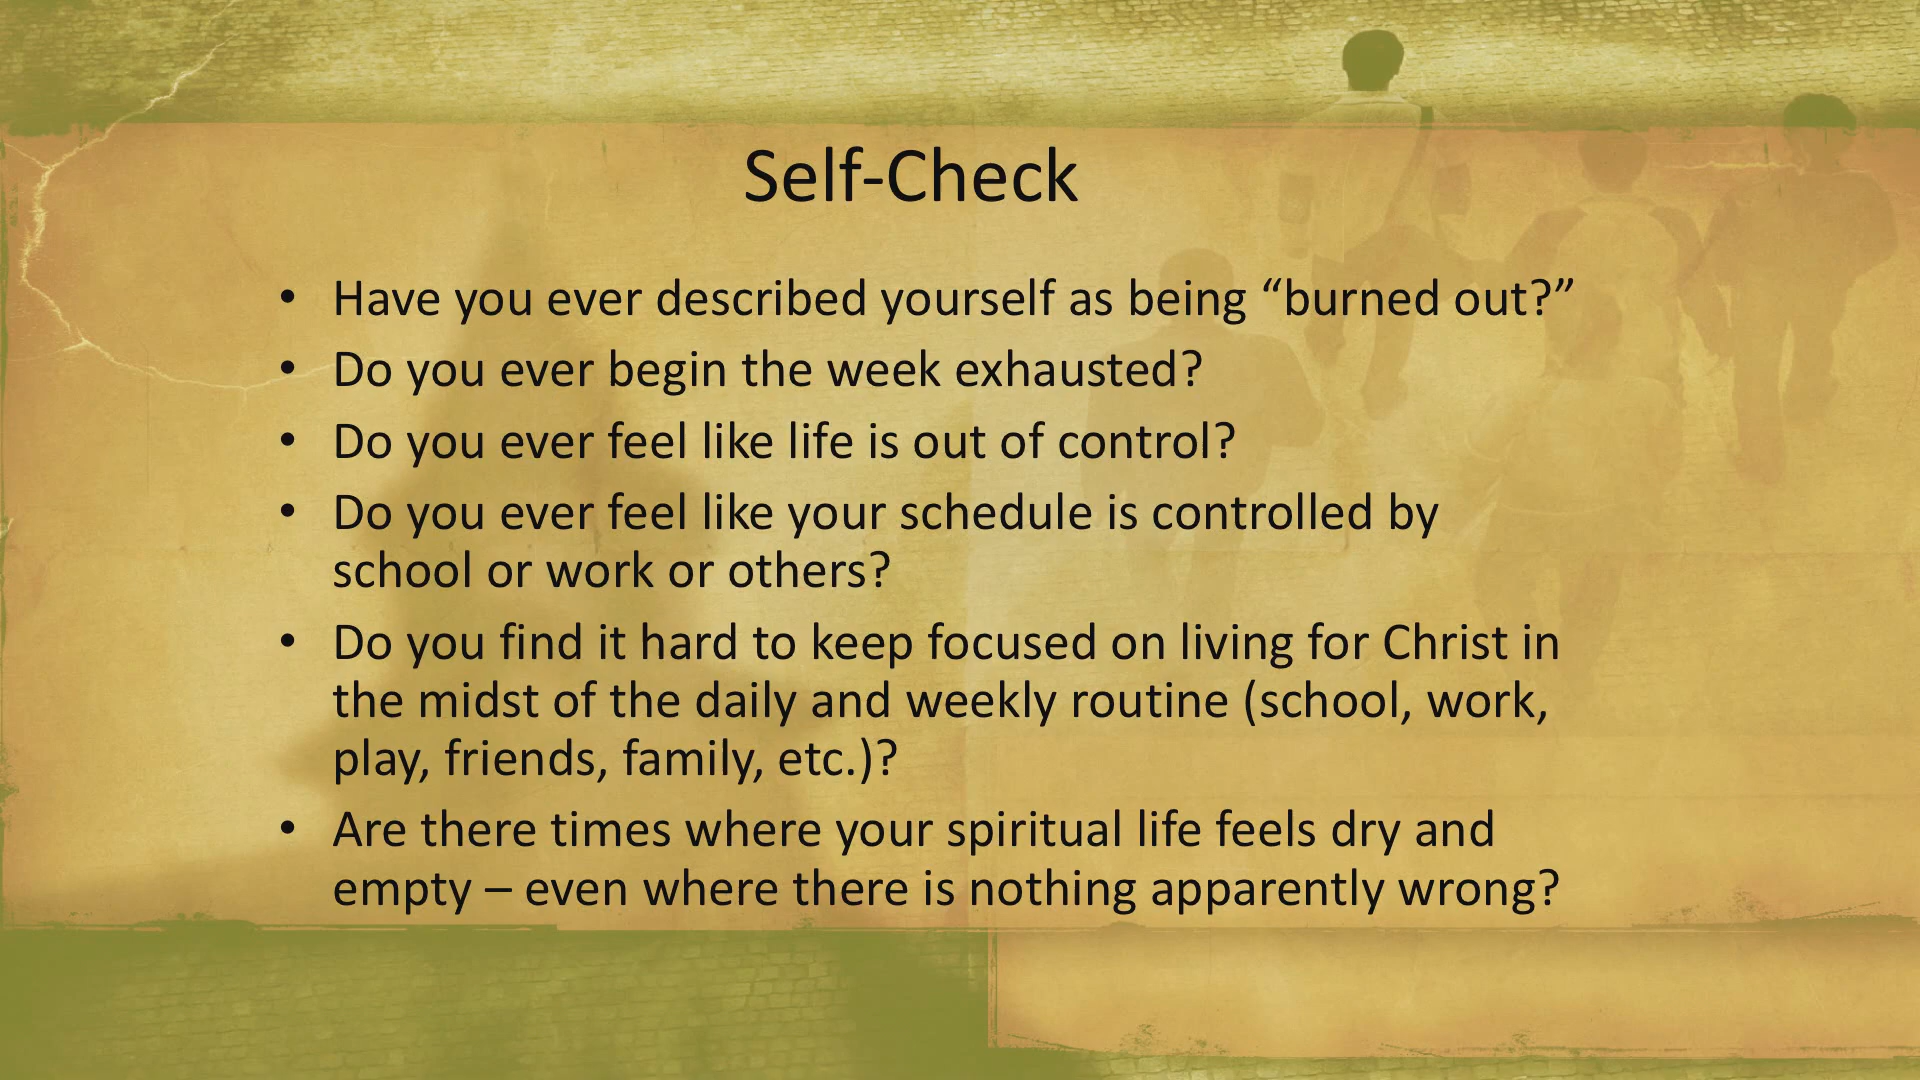 Self-Check
• Have you ever described yourself as being “burned out?”
• Do you ever begin the week exhausted?
• Do you ever feel like life is out of control?
• Do you ever feel like your schedule is controlled by
school or work or others?
• Do you find it hard to keep focused on living for Christ in
the midst of the daily and weekly routine (school, work,
play, friends, family, etc.)?
• Are there times where your spiritual life feels dry and
empty – even where there is nothing apparently wrong?